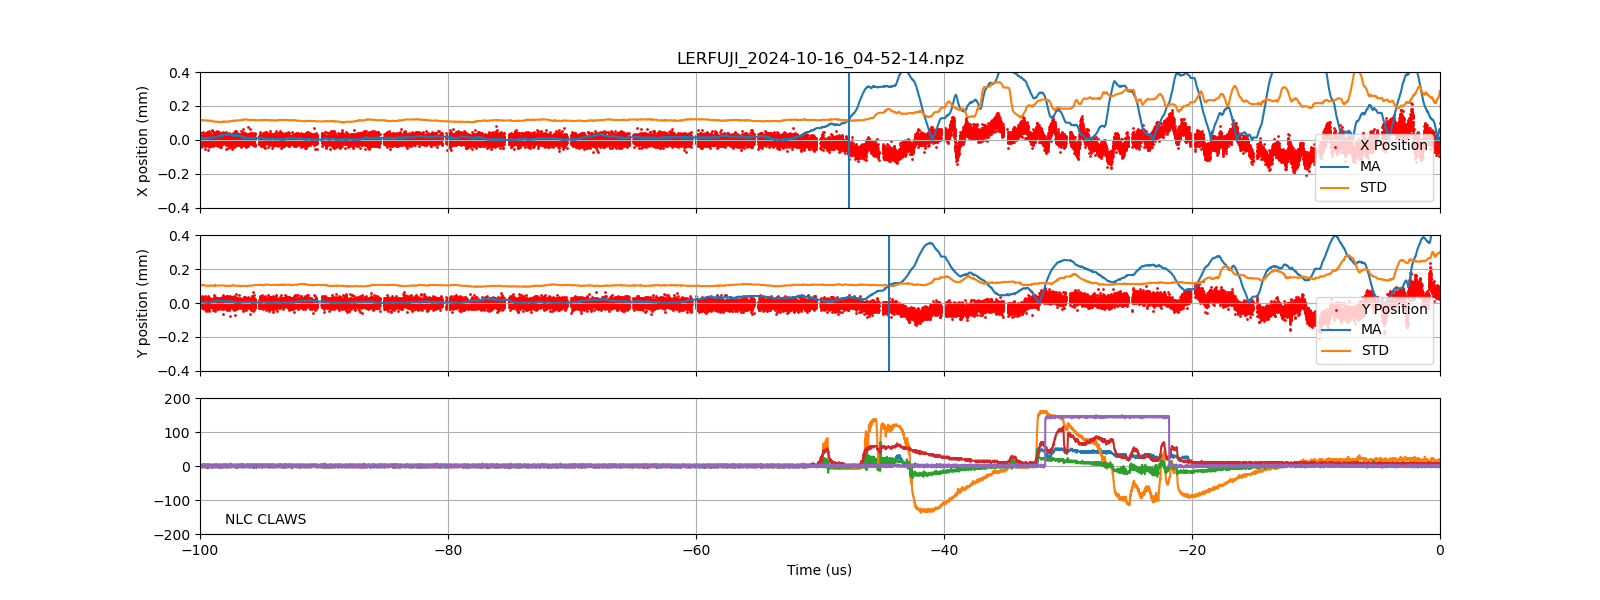 LERFUJI_2024-10-16_04-52-14.npz
X position (mm)
0.4
0.2
0.0
−0.2
−0.4
X Position
MA
STD
Y position (mm)
0.4
0.2
0.0
−0.2
−0.4
Y Position
MA
STD
200
100
0
−100
−200
NLC CLAWS
−100 −80 −60 −40 −20 0
Time (us)